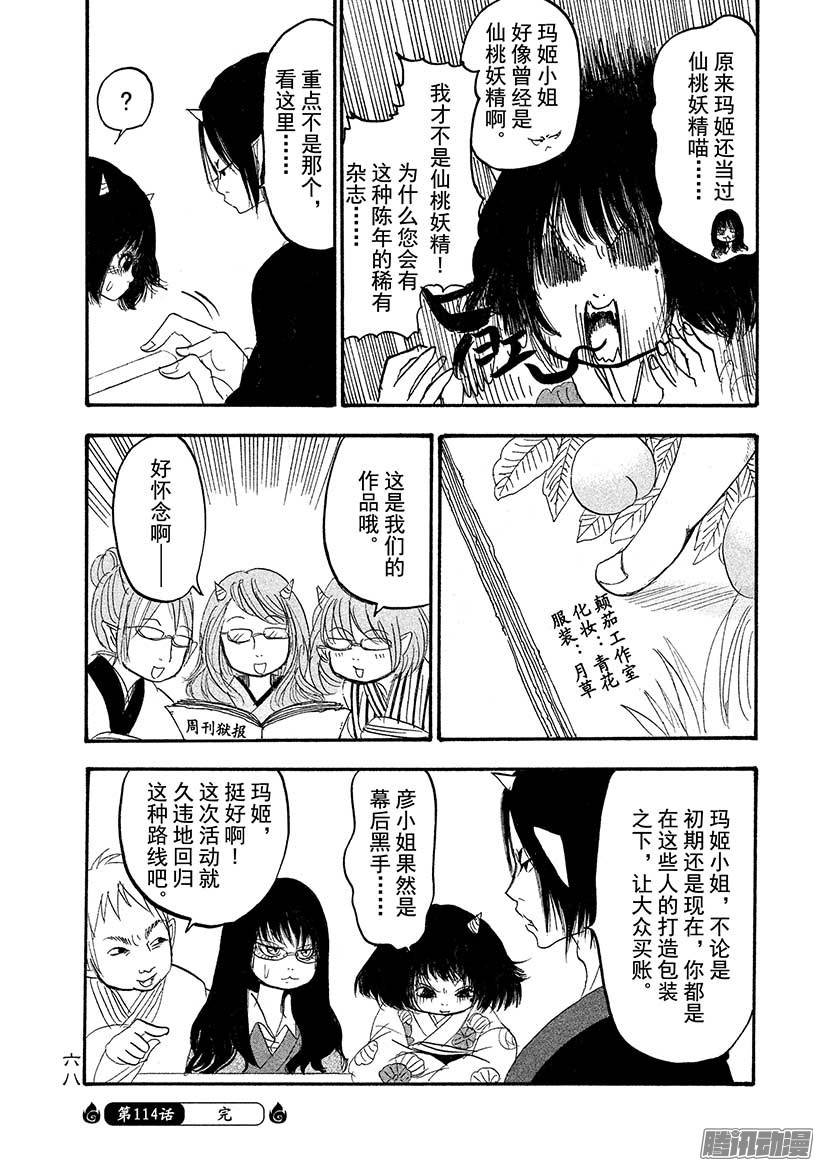 原来玛姬还当过
仙桃妖精喵……
玛姬小姐
好像曾经是
仙桃妖精啊。
我才不是仙桃妖精！
为什么您会有
这种陈年的稀有
杂志……
ヒョエ〜
重点不是那个，
看这里……
？
颠茄工作室
化妆：青花
服装：月草
这是我们的
作品哦。
好怀念啊——
周刊狱报
玛姬小姐，不论是
初期还是现在，你都是
在这些人的打造包装
之下，让大众买账。
彦小姐果然是
幕后黑手……
玛姬，
挺好啊！
这次活动就
久违地回归
这种路线吧。
六八
第114话 完
腾讯动漫